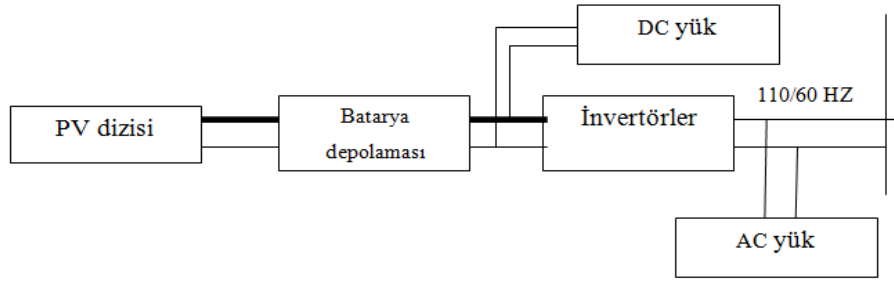 DC yük
110/60 HZ
PV dizisi
Batarya
depolaması
İnvertörler
AC yük